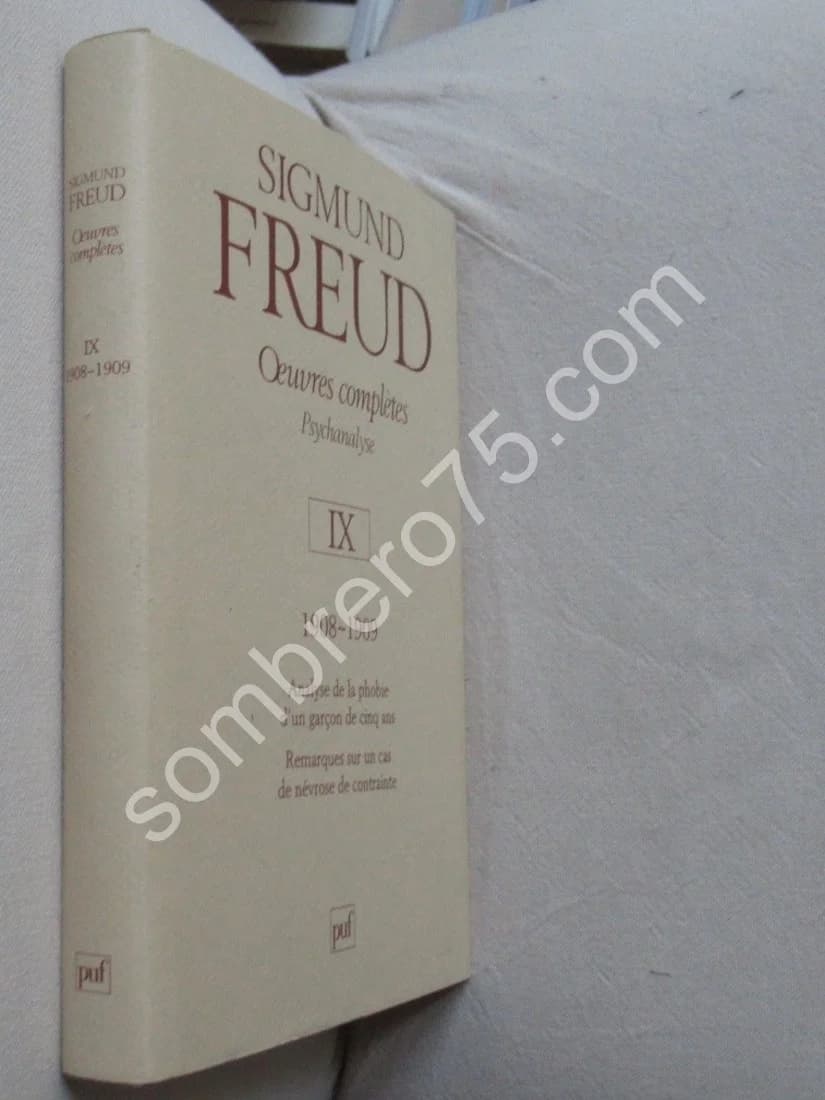 SIGMUND
FREUD
Œuvres
complètes
IX
1908–1909
puf
SIGMUND
FREUD
Œuvres complètes
Psychanalyse
IX
1908–1909
Analyse de la phobie
d'un garçon de cinq ans
Remarques sur un cas
de névrose de contrainte
puf
sombrero75.com